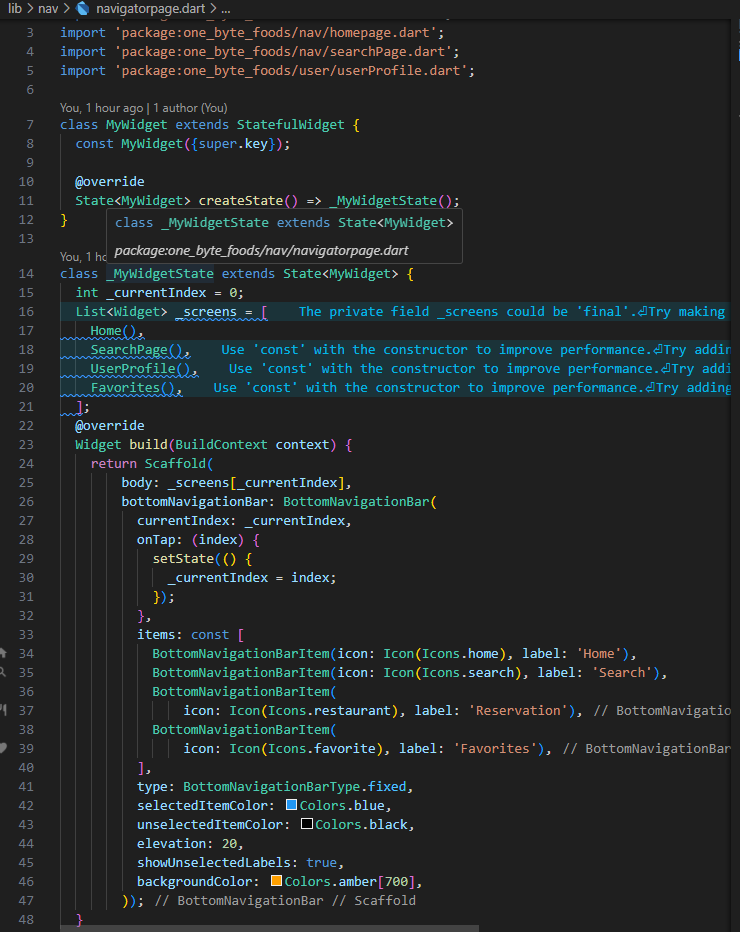 lib > nav > navigatorpage.dart > ...
3 import 'package:one_byte_foods/nav/homepage.dart';
4 import 'package:one_byte_foods/nav/searchPage.dart';
5 import 'package:one_byte_foods/user/userProfile.dart';
6
You, 1 hour ago | 1 author (You)
7 class MyWidget extends StatefulWidget {
8   const MyWidget({super.key});
9
10   @override
11   State<MyWidget> createState() => _MyWidgetState();
12 }
class _MyWidgetState extends State<MyWidget>
13
package:one_byte_foods/nav/navigatorpage.dart
You, 1 ho
14 class _MyWidgetState extends State<MyWidget> {
15   int _currentIndex = 0;
16   List<Widget> _screens = [     The private field _screens could be 'final'.⏎Try making
17     Home(),
18     SearchPage(),     Use 'const' with the constructor to improve performance.⏎Try addin
19     UserProfile(),     Use 'const' with the constructor to improve performance.⏎Try addi
20     Favorites(),     Use 'const' with the constructor to improve performance.⏎Try adding
21   ];
22   @override
23   Widget build(BuildContext context) {
24     return Scaffold(
25         body: _screens[_currentIndex],
26         bottomNavigationBar: BottomNavigationBar(
27           currentIndex: _currentIndex,
28           onTap: (index) {
29             setState(() {
30               _currentIndex = index;
31             });
32           },
33           items: const [
34             BottomNavigationBarItem(icon: Icon(Icons.home), label: 'Home'),
35             BottomNavigationBarItem(icon: Icon(Icons.search), label: 'Search'),
36             BottomNavigationBarItem(
37                 icon: Icon(Icons.restaurant), label: 'Reservation'), // BottomNavigatio
38             BottomNavigationBarItem(
39                 icon: Icon(Icons.favorite), label: 'Favorites'), // BottomNavigationBar
40           ],
41           type: BottomNavigationBarType.fixed,
42           selectedItemColor: Colors.blue,
43           unselectedItemColor: Colors.black,
44           elevation: 20,
45           showUnselectedLabels: true,
46           backgroundColor: Colors.amber[700],
47         )); // BottomNavigationBar // Scaffold
48   }